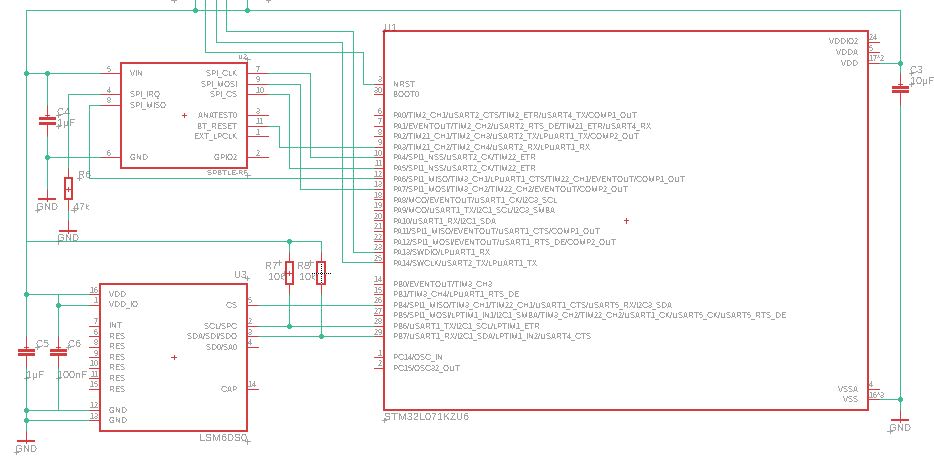 U1
VDDIO2 24
VDDA 5
VDD 17*2
C3
10µF
3 NRST
30 BOOT0
6 PA0/TIM2_CH1/uSART2_CTS/TIM2_ETR/uSART4_TX/COMP1_OUT
7 PA1/EVENTOUT/TIM2_CH2/uSART2_RTS_DE/TIM21_ETR/uSART4_RX
8 PA2/TIM21_CH1/TIM2_CH3/uSART2_TX/LPuART1_TX/COMP2_OUT
9 PA3/TIM21_CH2/TIM2_CH4/uSART2_RX/LPuART1_RX
10 PA4/SPI1_NSS/uSART2_CK/TIM22_ETR
11 PA5/SPI1_NSS/uSART2_CK/TIM22_ETR
12 PA6/SPI1_MISO/TIM3_CH1/LPuART1_CTS/TIM22_CH1/EVENTOUT/COMP1_OUT
13 PA7/SPI1_MOSI/TIM3_CH2/TIM22_CH2/EVENTOUT/COMP2_OUT
18 PA8/MCO/EVENTOUT/uSART1_CK/I2C3_SCL
19 PA9/MCO/uSART1_TX/I2C1_SCL/I2C3_SMBA
20 PA10/uSART1_RX/I2C1_SDA
21 PA11/SPI1_MISO/EVENTOUT/uSART1_CTS/COMP1_OUT
22 PA12/SPI1_MOSI/EVENTOUT/uSART1_RTS_DE/COMP2_OUT
23 PA13/SWDIO/LPuART1_RX
25 PA14/SWCLK/uSART2_TX/LPuART1_TX
14 PB0/EVENTOUT/TIM3_CH3
15 PB1/TIM3_CH4/LPuART1_RTS_DE
26 PB4/SPI1_MISO/TIM3_CH1/TIM22_CH1/uSART1_CTS/uSART5_RX/I2C3_SDA
27 PB5/SPI1_MOSI/LPTIM1_IN1/I2C1_SMBA/TIM3_CH2/TIM22_CH2/uSART1_CK/uSART5_CK/uSART5_RTS_DE
28 PB6/uSART1_TX/I2C1_SCL/LPTIM1_ETR
29 PB7/uSART1_RX/I2C1_SDA/LPTIM1_IN2/uSART4_CTS
1 PC14/OSC_IN
2 PC15/OSC32_OuT
VSSA 4
VSS 16*3
STM32L071KZU6
GND
U2
5 VIN
4 SPI_IRQ
8 SPI_MISO
6 GND
SPI_CLK 7
SPI_MOSI 9
SPI_CS 10
ANATEST0 3
BT_RESET 11
EXT_LPCLK 1
GPIO2 2
SPBTLE-RF
C4
1µF
R6
47k
GND
GND
R7
10k
U3
16 VDD
1 VDD_IO
7 INT
6 RES
8 RES
9 RES
10 RES
11 RES
15 RES
12 GND
13 GND
CS 5
SCL/SPC 2
SDA/SDI/SDO 3
SD0/SA0 4
CAP 14
LSM6DS0
C5
1µF
C6
100nF
GND